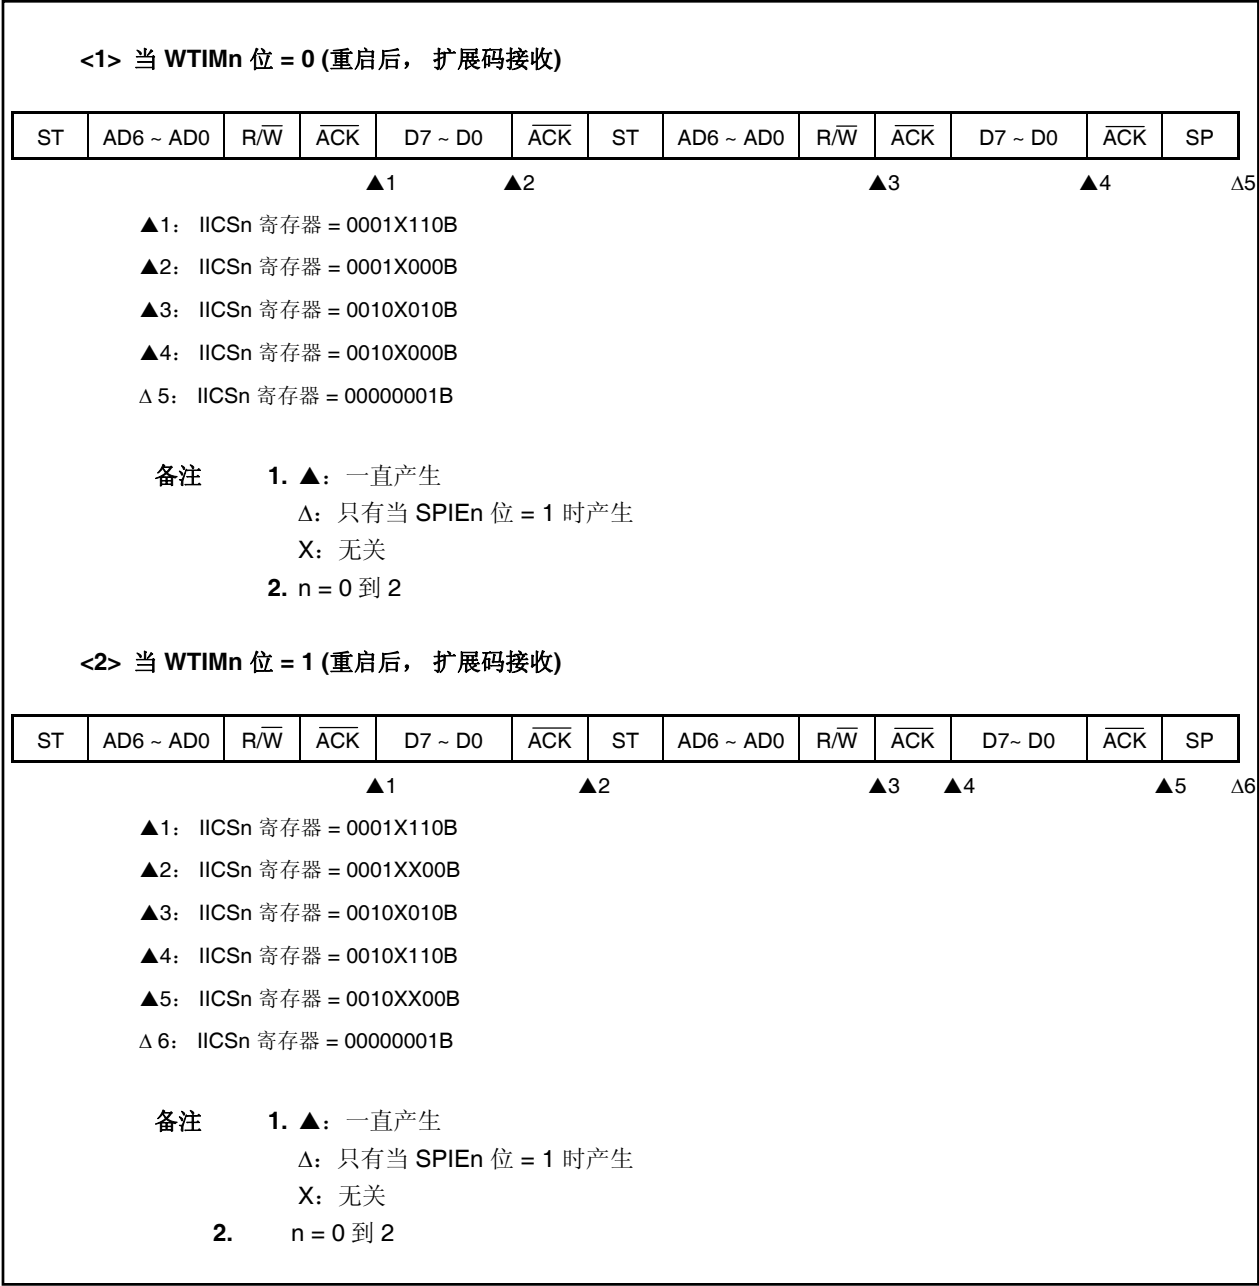 <1> 当 WTIMn 位 = 0 (重启后， 扩展码接收)
ST AD6 ~ AD0 R/W̅ A̅C̅K̅ D7 ~ D0 A̅C̅K̅ ST AD6 ~ AD0 R/W̅ A̅C̅K̅ D7 ~ D0 A̅C̅K̅ SP
▲1 ▲2 ▲3 ▲4 Δ5
▲1： IICSn 寄存器 = 0001X110B
▲2： IICSn 寄存器 = 0001X000B
▲3： IICSn 寄存器 = 0010X010B
▲4： IICSn 寄存器 = 0010X000B
Δ 5： IICSn 寄存器 = 00000001B
备注 1. ▲：一直产生
Δ：只有当 SPIEn 位 = 1 时产生
X：无关
2. n = 0 到 2
<2> 当 WTIMn 位 = 1 (重启后， 扩展码接收)
ST AD6 ~ AD0 R/W̅ A̅C̅K̅ D7 ~ D0 A̅C̅K̅ ST AD6 ~ AD0 R/W̅ A̅C̅K̅ D7~ D0 A̅C̅K̅ SP
▲1 ▲2 ▲3 ▲4 ▲5 Δ6
▲1： IICSn 寄存器 = 0001X110B
▲2： IICSn 寄存器 = 0001XX00B
▲3： IICSn 寄存器 = 0010X010B
▲4： IICSn 寄存器 = 0010X110B
▲5： IICSn 寄存器 = 0010XX00B
Δ 6： IICSn 寄存器 = 00000001B
备注 1. ▲：一直产生
Δ：只有当 SPIEn 位 = 1 时产生
X：无关
2. n = 0 到 2